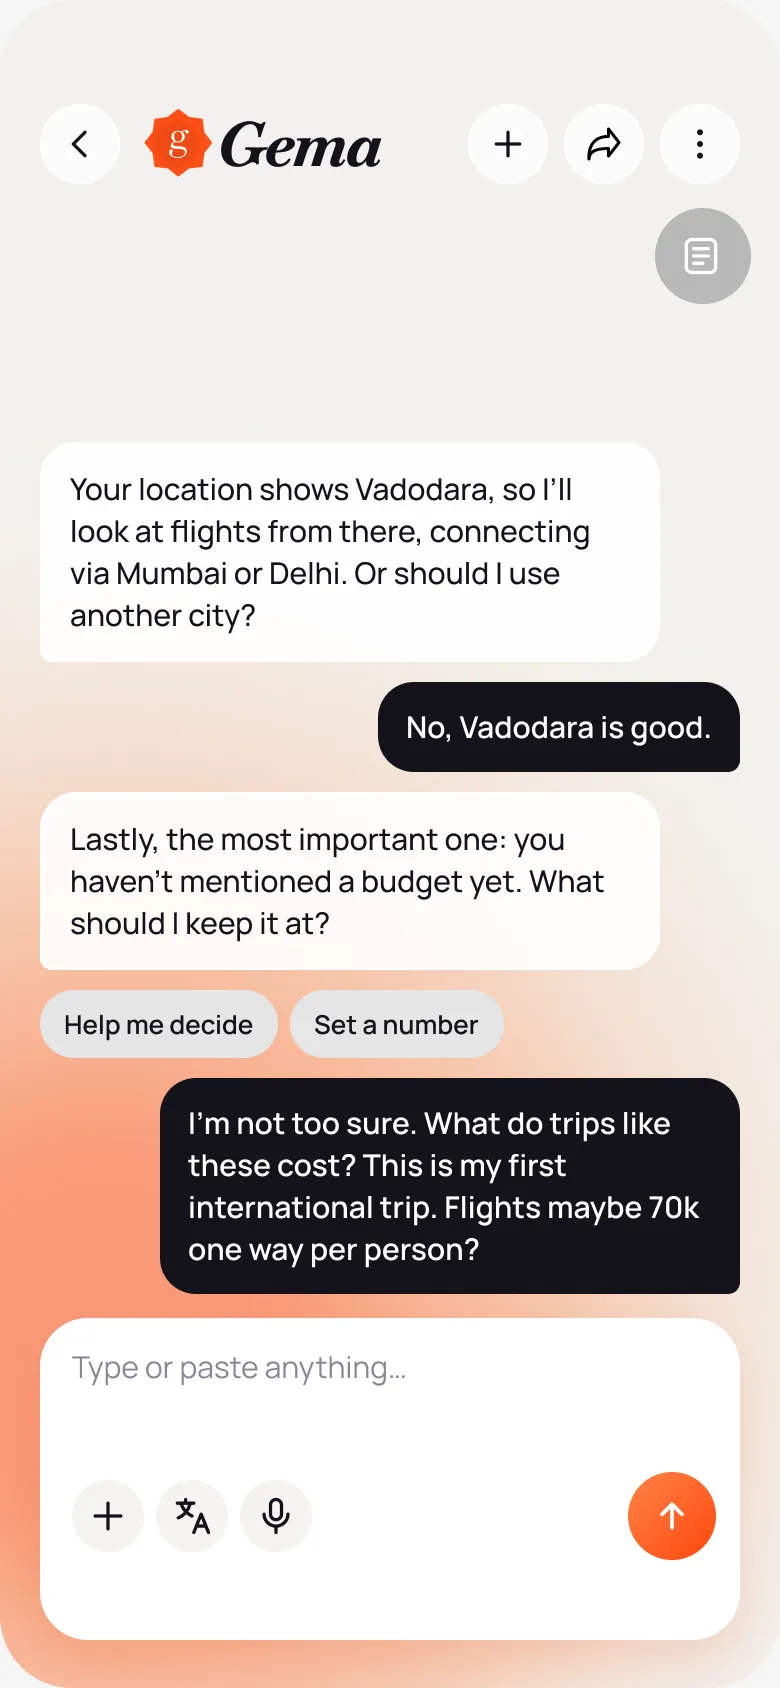 g Gema
Your location shows Vadodara, so I’ll
look at flights from there, connecting
via Mumbai or Delhi. Or should I use
another city?
No, Vadodara is good.
Lastly, the most important one: you
haven’t mentioned a budget yet. What
should I keep it at?
Help me decide
Set a number
I’m not too sure. What do trips like
these cost? This is my first
international trip. Flights maybe 70k
one way per person?
Type or paste anything...
文A